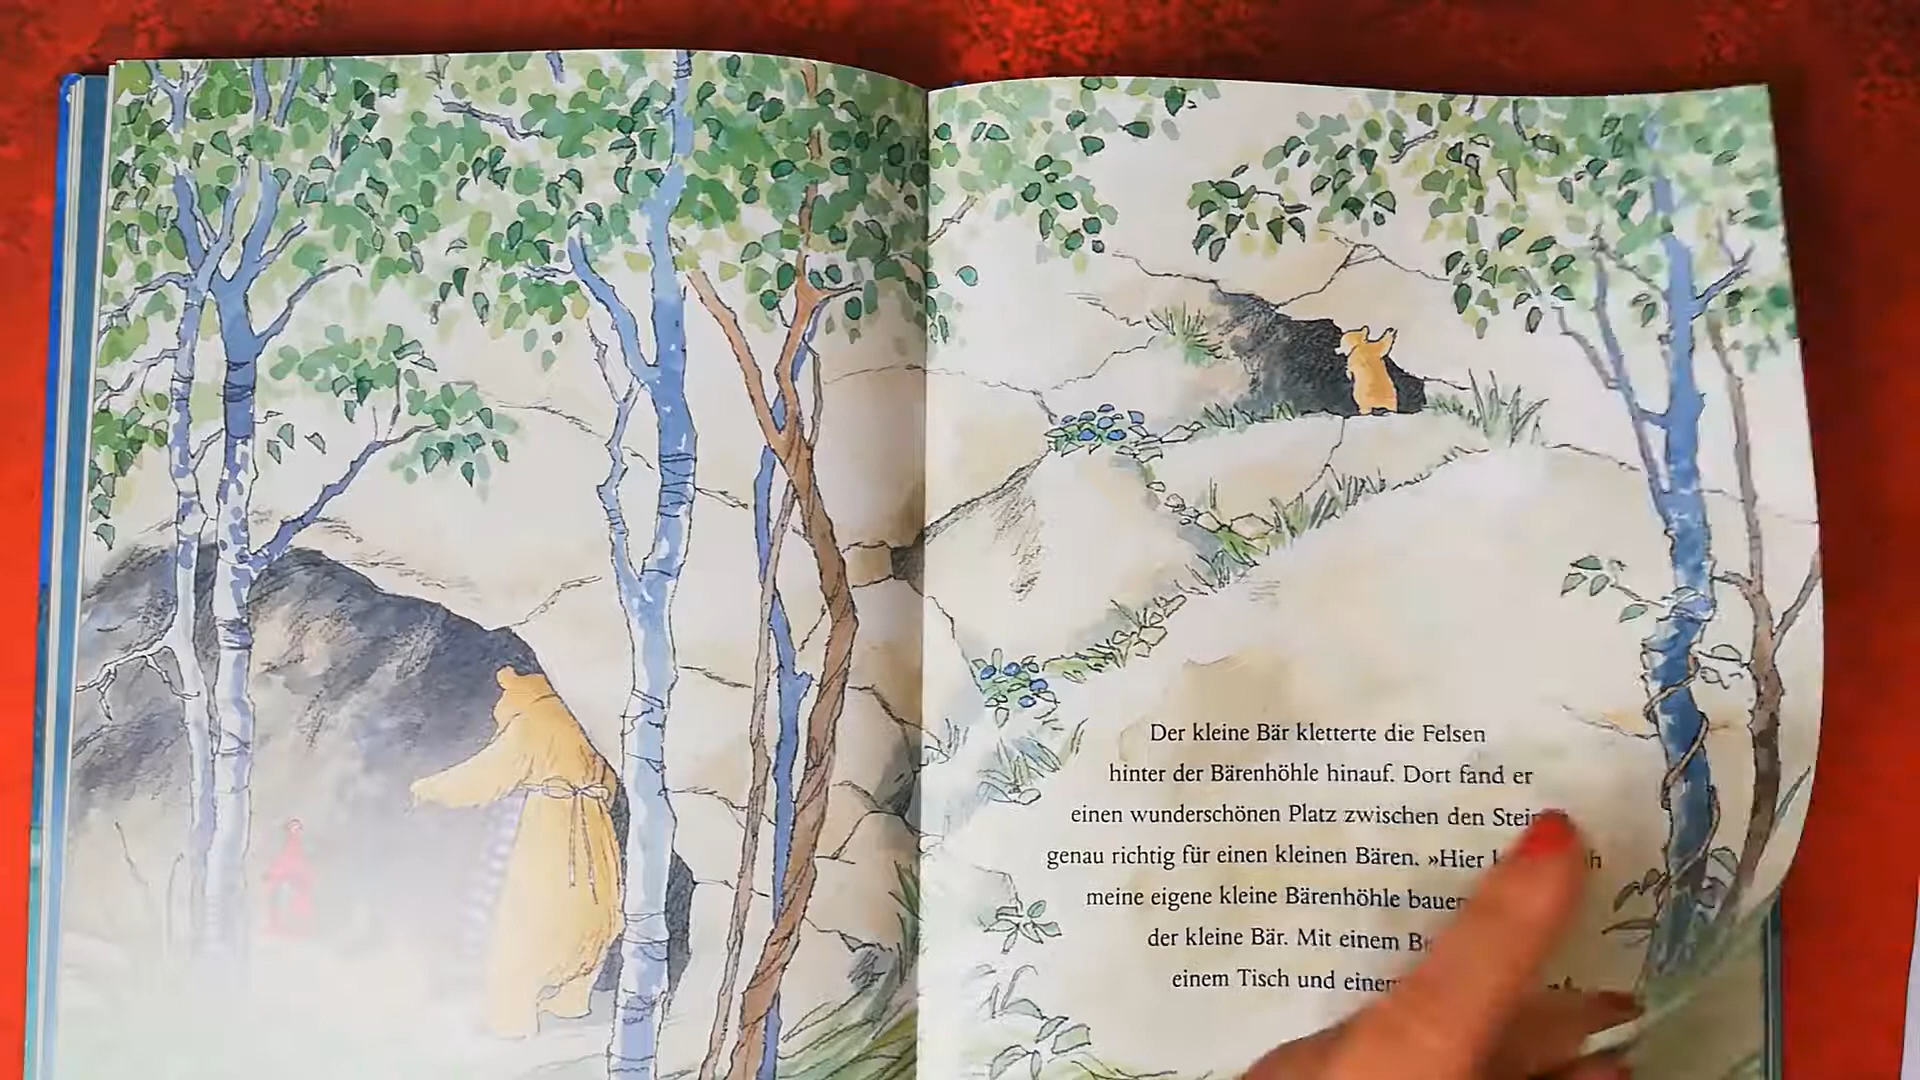 Der kleine Bär kletterte die Felsen
hinter der Bärenhöhle hinauf. Dort fand er
einen wunderschönen Platz zwischen den
genau richtig für einen kleinen Bären. »Hier
meine eigene kleine Bärenhöhle
der kleine Bär. Mit einem
einem Tisch und